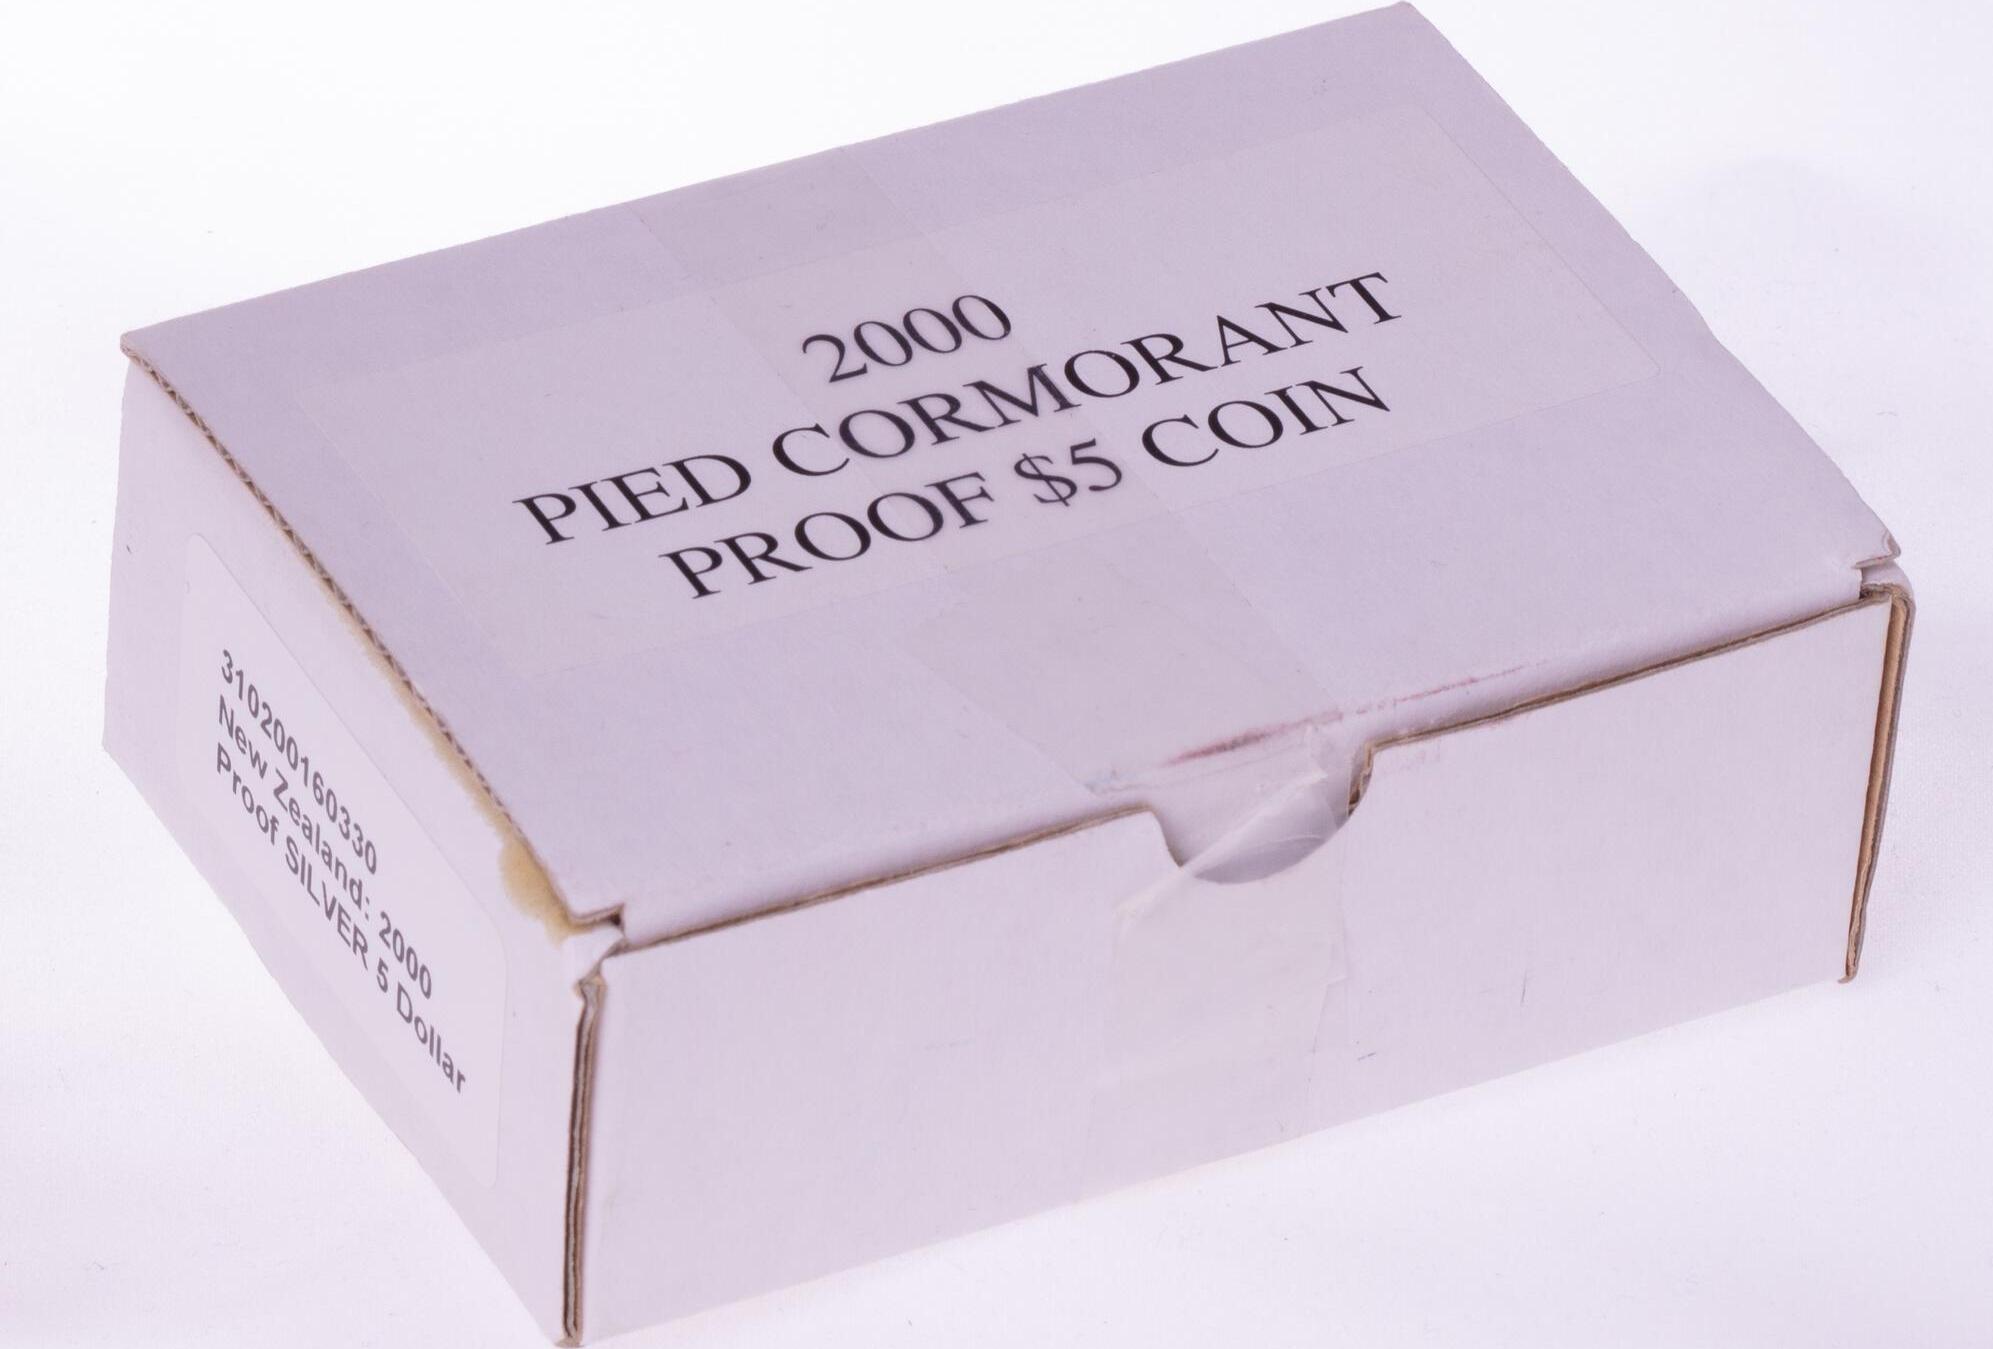 2000
PIED CORMORANT
PROOF $5 COIN
310200160330
New Zealand: 2000
Proof SILVER 5 Dollar